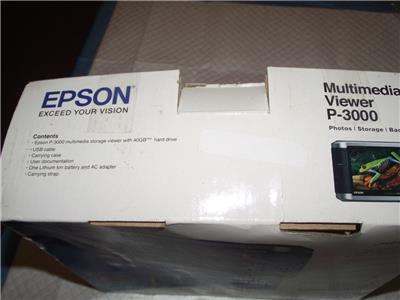 EPSON
EXCEED YOUR VISION
Contents
· Epson P-3000 multimedia storage viewer with 40GB hard drive
· USB cable
· Carrying case
· User documentation
· One Lithium Ion battery and AC adapter
· Carrying strap
Multimedia
Viewer
P-3000
Photos | Storage |
EPSON